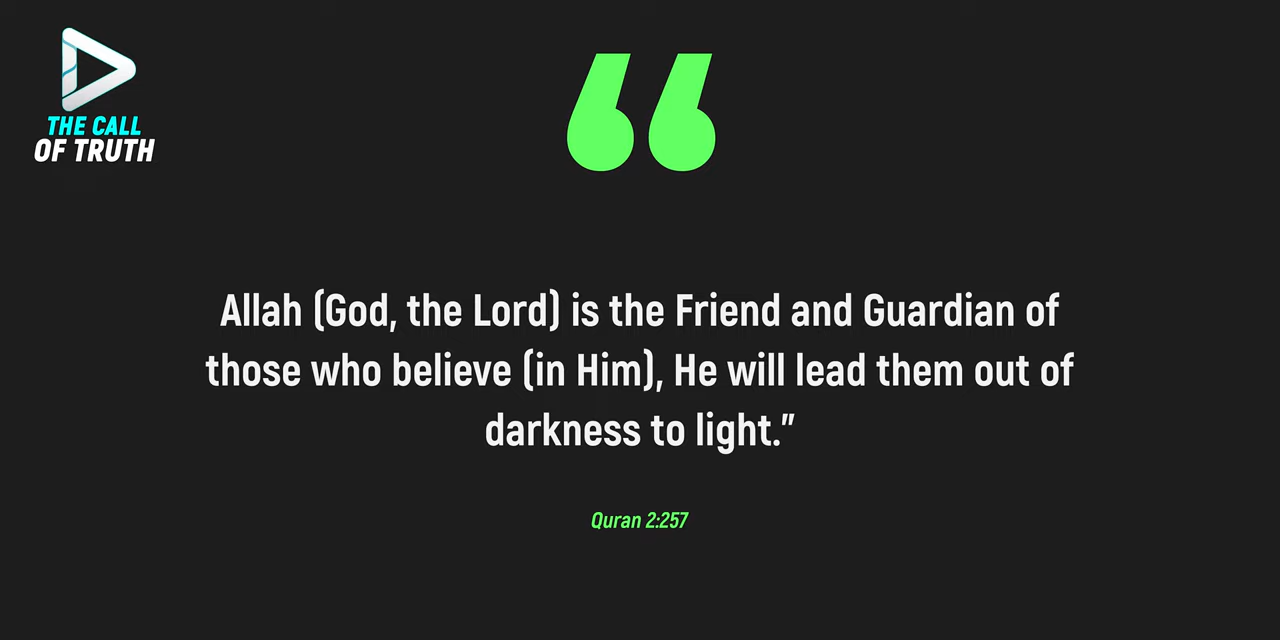 THE CALL
OF TRUTH
“
Allah (God, the Lord) is the Friend and Guardian of
those who believe (in Him), He will lead them out of
darkness to light.”
Quran 2:257